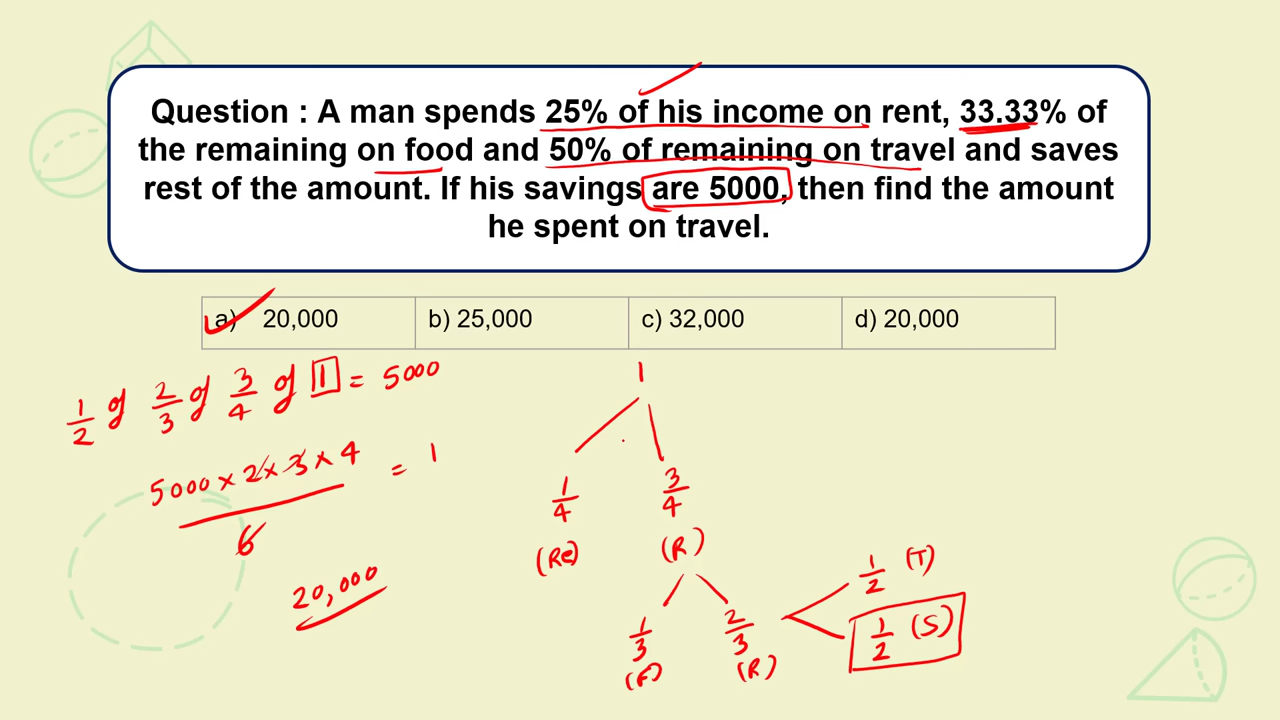 Question : A man spends 25% of his income on rent, 33.33% of
the remaining on food and 50% of remaining on travel and saves
rest of the amount. If his savings are 5000, then find the amount
he spent on travel.
a) 20,000 b) 25,000 c) 32,000 d) 20,000
1/2 of 2/3 of 3/4 of 1 = 5000
5000 × 2 × 3 × 4 / 6 = 1
20,000
1
1/4 3/4
(Re) (R)
1/3 2/3
(F) (R)
1/2 (T)
1/2 (S)